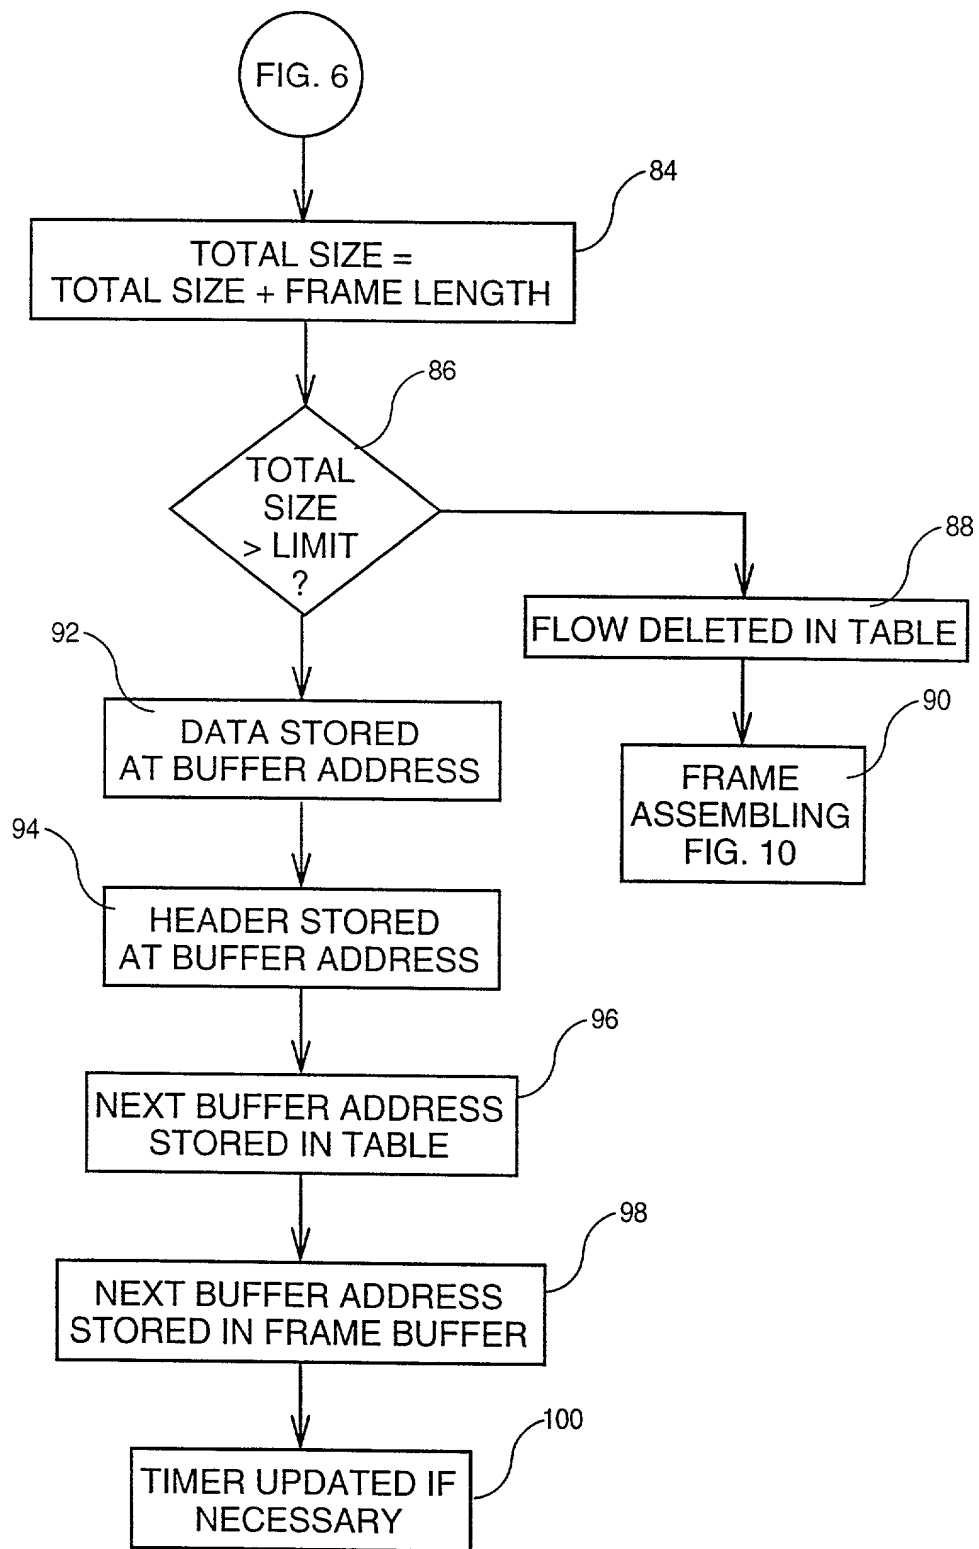 FIG. 6
84
TOTAL SIZE =
TOTAL SIZE + FRAME LENGTH
86
TOTAL
SIZE
> LIMIT
?
88
FLOW DELETED IN TABLE
92
DATA STORED
AT BUFFER ADDRESS
90
FRAME
ASSEMBLING
FIG. 10
94
HEADER STORED
AT BUFFER ADDRESS
96
NEXT BUFFER ADDRESS
STORED IN TABLE
98
NEXT BUFFER ADDRESS
STORED IN FRAME BUFFER
100
TIMER UPDATED IF
NECESSARY